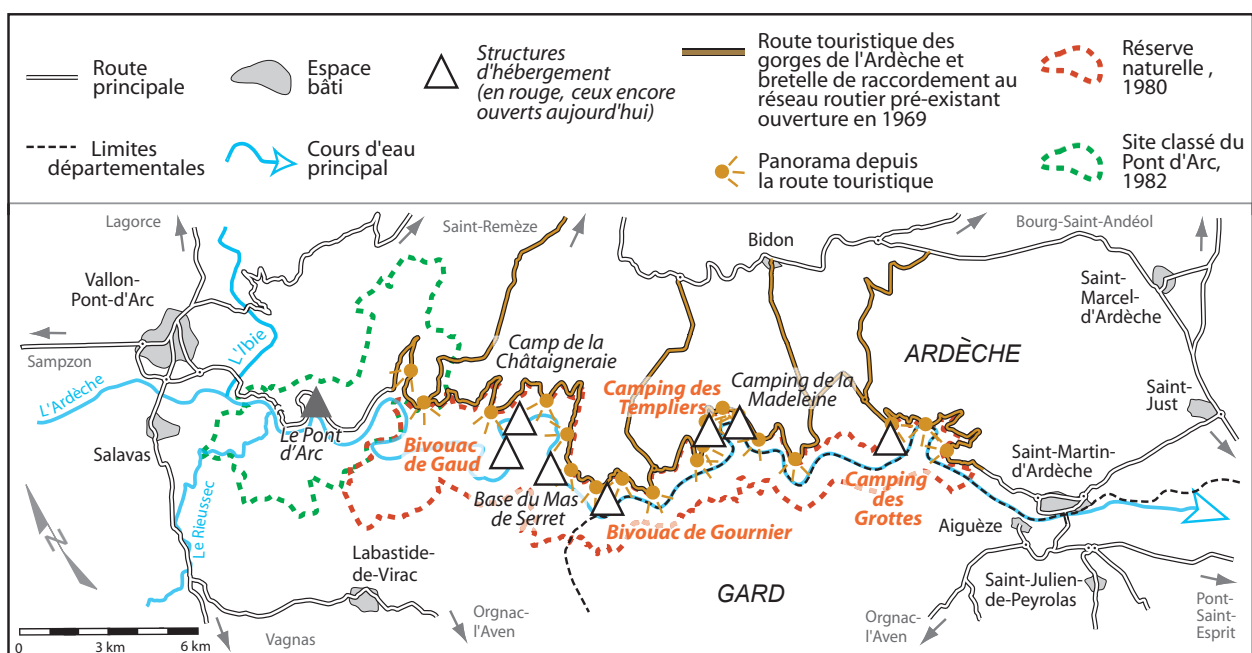 Route
principale
Espace
bâti
Structures
d'hébergement
(en rouge, ceux encore
ouverts aujourd'hui)
Route touristique des
gorges de l'Ardèche et
bretelle de raccordement au
réseau routier pré-existant
ouverture en 1969
Réserve
naturelle ,
1980
Limites
départementales
Cours d'eau
principal
Panorama depuis
la route touristique
Site classé du
Pont d'Arc,
1982
Lagorce
Saint-Remèze
Bidon
Bourg-Saint-Andéol
Vallon-
Pont-d'Arc
Saint-
Marcel-
d'Ardèche
L'Ibie
Sampzon
Camp de la
Châtaigneraie
ARDÈCHE
L'Ardèche
Camping des
Templiers
Camping de la
Madeleine
Saint-
Just
Le Pont
d'Arc
Salavas
Bivouac
de Gaud
Saint-Martin-
d'Ardèche
Base du Mas
de Serret
Camping
des
Grottes
Le Rieussec
Bivouac de Gournier
Aiguèze
N
Labastide-
de-Virac
GARD
Saint-Julien-
de-Peyrolas
Orgnac-
l'Aven
Orgnac-
l'Aven
Pont-
Saint-
Esprit
Vagnas
0
3 km
6 km